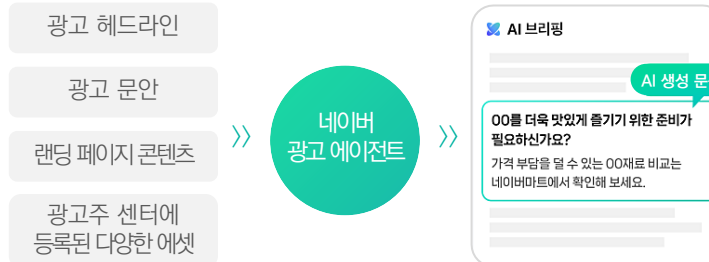 광고 헤드라인
광고 문안
랜딩 페이지 콘텐츠
광고주 센터에
등록된 다양한 에셋
네이버
광고 에이전트
AI 브리핑
AI 생성
OO를 더욱 맛있게 즐기기 위한 준비가
필요하신가요?
가격 부담을 덜 수 있는 OO재료 비교는
네이버마트에서 확인해 보세요.